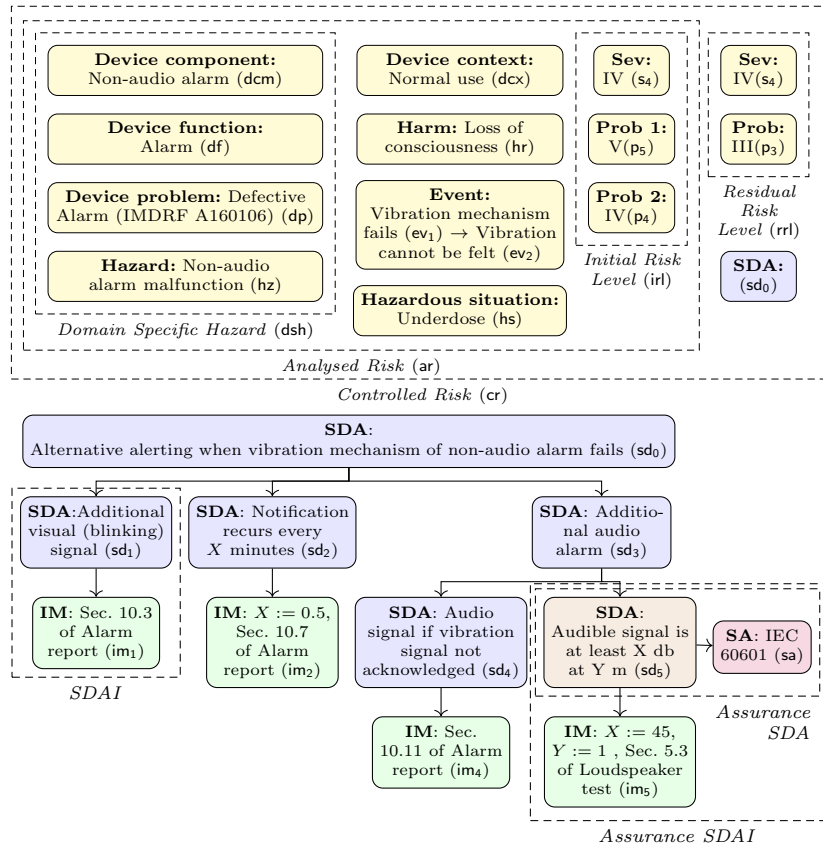 Device component:
Non-audio alarm (dcm)
Device function:
Alarm (df)
Device problem: Defective
Alarm (IMDRF A160106) (dp)
Hazard: Non-audio
alarm malfunction (hz)
Domain Specific Hazard (dsh)
Device context:
Normal use (dcx)
Harm: Loss of
consciousness (hr)
Event:
Vibration mechanism
fails (ev₁) → Vibration
cannot be felt (ev₂)
Hazardous situation:
Underdose (hs)
Sev:
IV (s₄)
Prob 1:
V(p₅)
Prob 2:
IV(p₄)
Initial Risk
Level (irl)
Sev:
IV(s₄)
Prob:
III(p₃)
Residual
Risk
Level (rrl)
SDA:
(sd₀)
Analysed Risk (ar)
Controlled Risk (cr)
SDA:
Alternative alerting when vibration mechanism of non-audio alarm fails (sd₀)
SDA:Additional
visual (blinking)
signal (sd₁)
SDA: Notification
recurs every
X minutes (sd₂)
SDA: Additio-
nal audio
alarm (sd₃)
IM: Sec. 10.3
of Alarm
report (im₁)
SDAI
IM: X := 0.5,
Sec. 10.7
of Alarm
report (im₂)
SDA: Audio
signal if vibration
signal not
acknowledged (sd₄)
SDA:
Audible signal is
at least X db
at Y m (sd₅)
SA: IEC
60601 (sa)
Assurance
SDA
IM: Sec.
10.11 of Alarm
report (im₄)
IM: X := 45,
Y := 1 , Sec. 5.3
of Loudspeaker
test (im₅)
Assurance SDAI